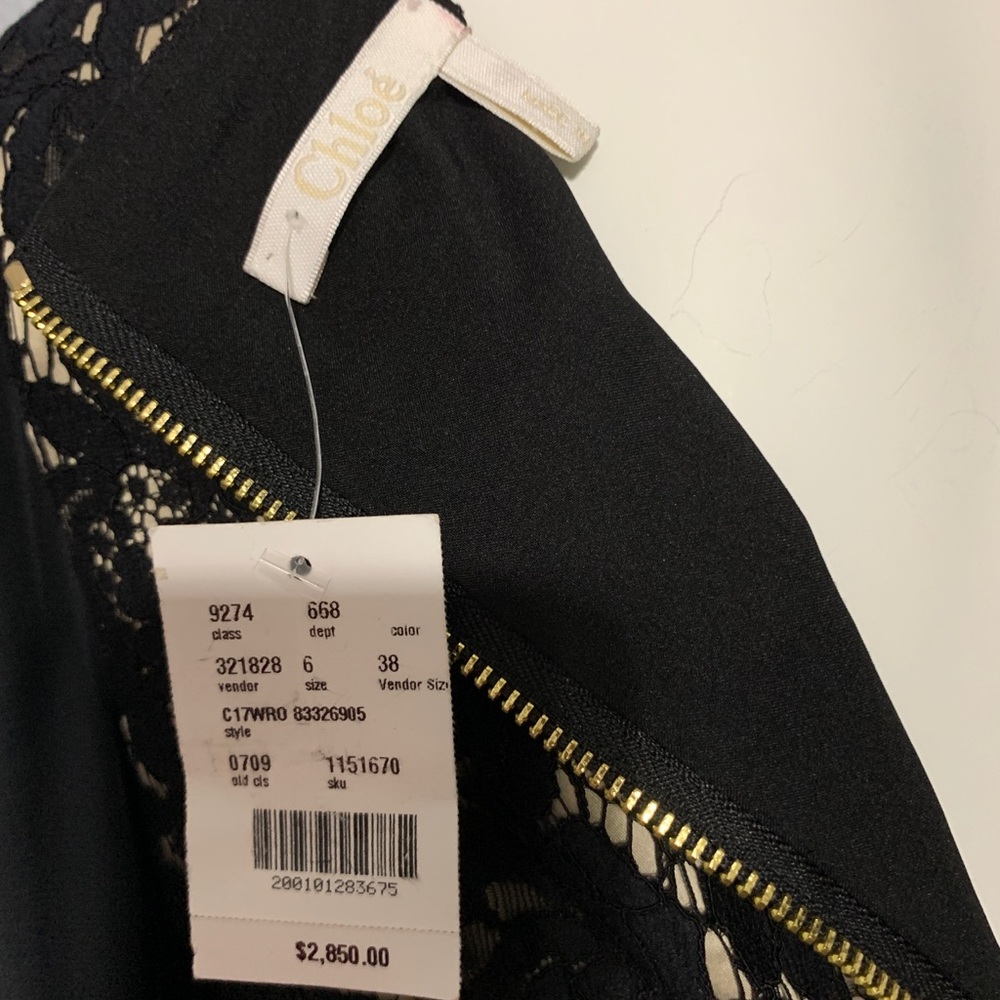 Chloé
9274 668
class dept color
321828 6 38
vendor size Vendor Siz
C17WRO 83326905
style
0709 1151670
old cls sku
200101283675
$2,850.00